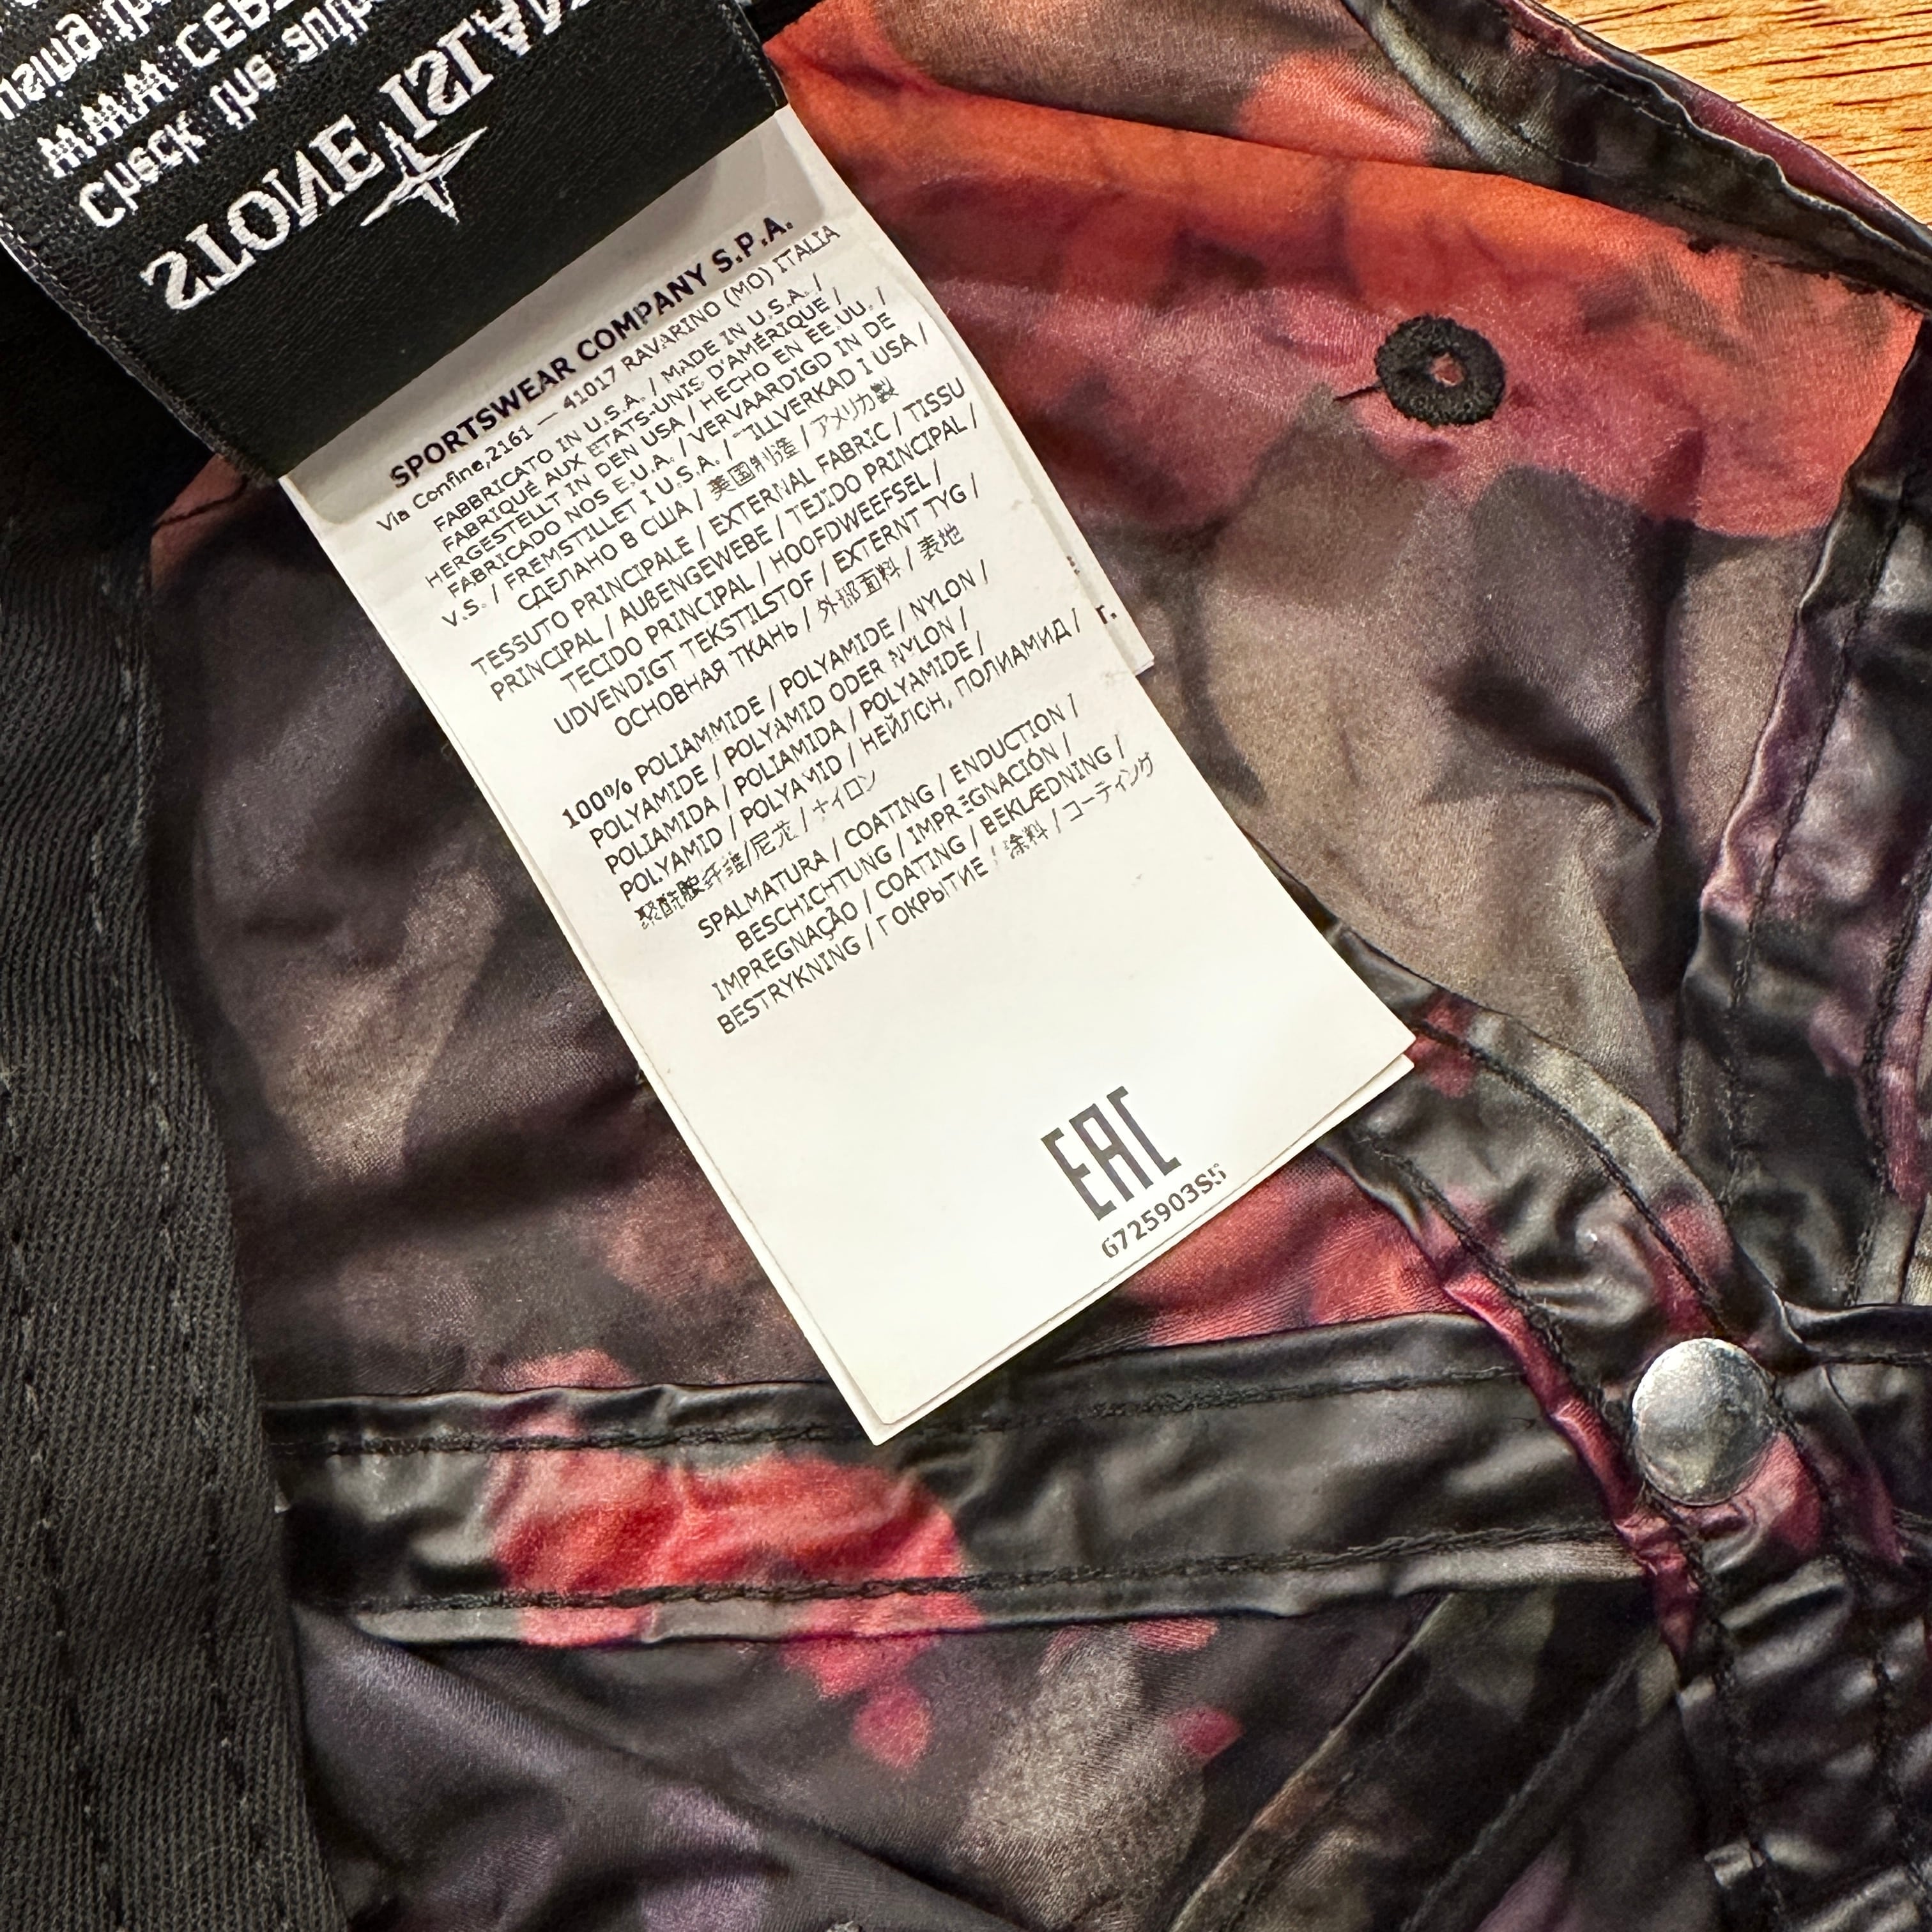 using the
WWW.CER
Check the snippet
STONE ISLAN
SPORTSWEAR COMPANY S.P.A.
Via Confine,2161 — 41017 RAVARINO (MO) ITALIA
FABBRICATO IN U.S.A. / MADE IN U.S.A. /
FABRIQUÉ AUX ETATS-UNIS D'AMÉRIQUE /
HERGESTELLT IN DEN USA / HECHO EN EE.UU. /
FABRICADO NOS E.U.A. / VERVAARDIGD IN DE
V.S. / FREMSTILLET I U.S.A. / TILLVERKAD I USA /
СДЕЛАНО В США / 美国制造 / アメリカ製
TESSUTO PRINCIPALE / EXTERNAL FABRIC / TISSU
PRINCIPAL / AUßENGEWEBE / TEJIDO PRINCIPAL /
TECIDO PRINCIPAL / HOOFDWEEFSEL /
UDVENDIGT TEKSTILSTOF / EXTERNT TYG /
ОСНОВНАЯ ТКАНЬ / 外部面料 / 表地
100% POLIAMMIDE / POLYAMIDE / NYLON /
POLYAMIDE / POLYAMID ODER NYLON /
POLIAMIDA / POLIAMIDA / POLYAMIDE /
POLYAMID / POLYAMID / НЕЙЛОН, ПОЛИАМИД /
聚酰胺纤维/尼龙 / ナイロン
SPALMATURA / COATING / ENDUCTION /
BESCHICHTUNG / IMPREGNACIÓN /
IMPREGNAÇÃO / COATING / BEKLÆDNING /
BESTRYKNING / ПОКРЫТИЕ / 涂料 / コーティング
T.
EAC
6725903S5